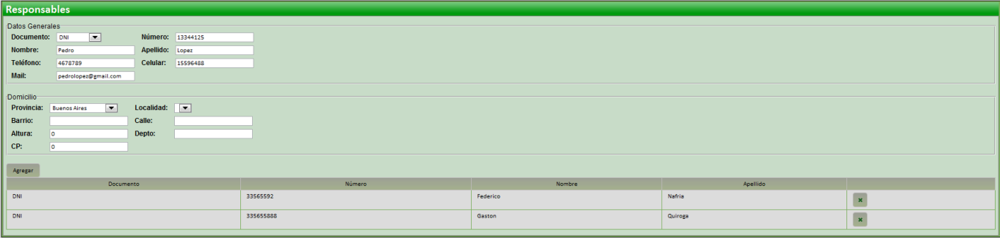 Responsables
Datos Generales
Documento: DNI Número: 13344125
Nombre: Pedro Apellido: Lopez
Teléfono: 4678789 Celular: 15596488
Mail: pedrolopez@gmail.com
Domicilio
Provincia: Buenos Aires Localidad:
Barrio: Calle:
Altura: 0 Depto:
CP: 0
Agregar
Documento Número Nombre Apellido
DNI 33565592 Federico Nafria
DNI 335655888 Gaston Quiroga